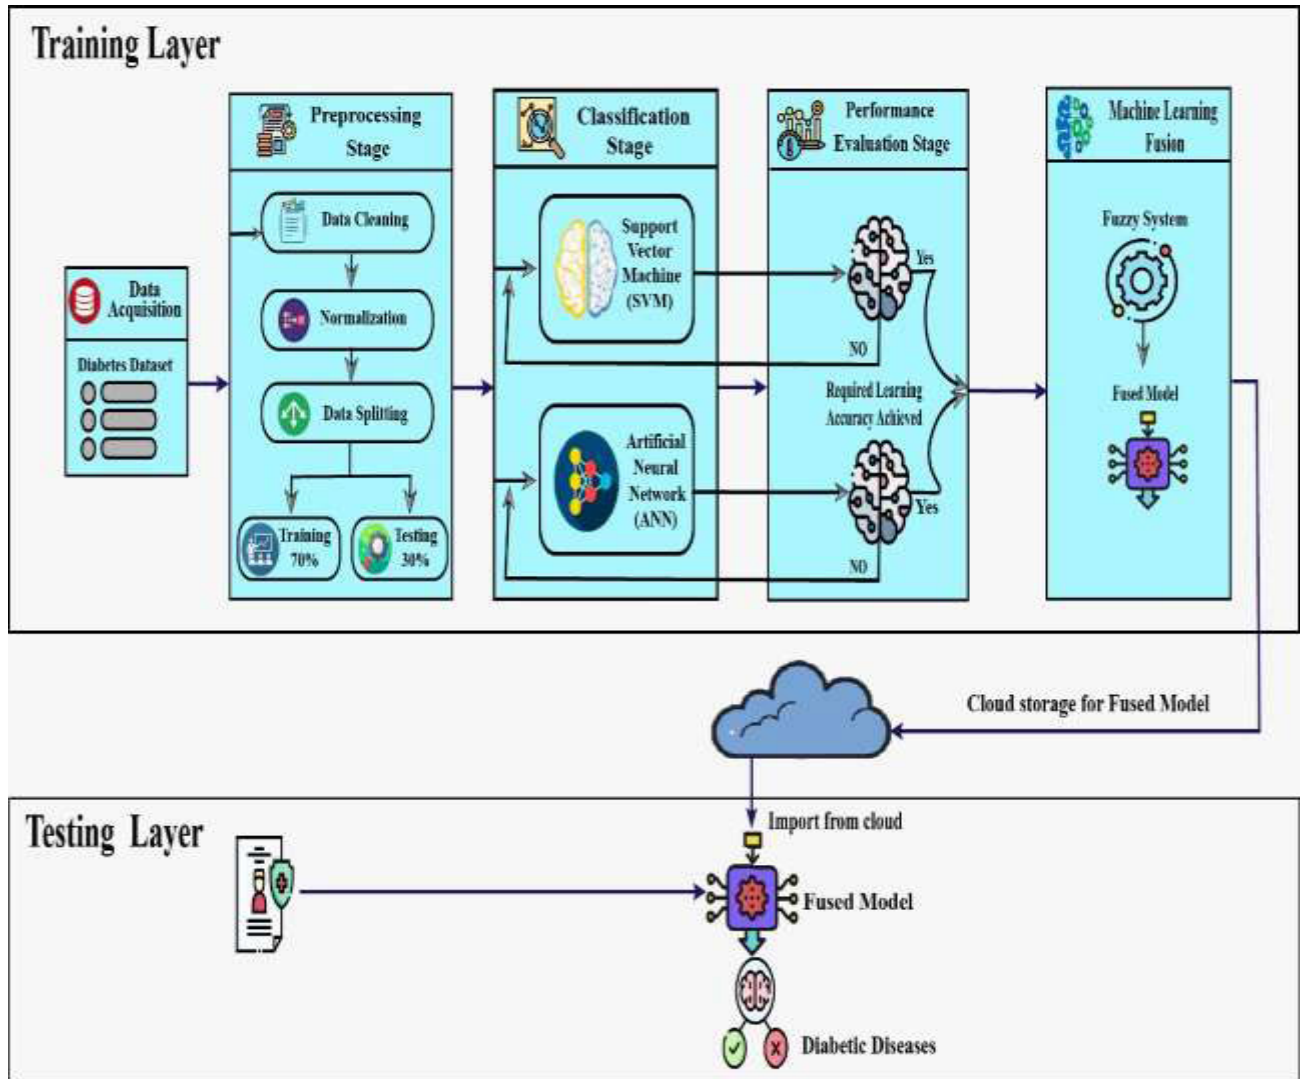 Training Layer
Data
Acquisition
Diabetes Dataset
Preprocessing
Stage
Data Cleaning
Normalization
Data Splitting
Training
70%
Testing
30%
Classification
Stage
Support
Vector
Machine
(SVM)
Artificial
Neural
Network
(ANN)
Performance
Evaluation Stage
Yes
NO
Required Learning
Accuracy Achieved
Yes
NO
Machine Learning
Fusion
Fuzzy System
Fused Model
Cloud storage for Fused Model
Testing Layer
Import from cloud
Fused Model
Diabetic Diseases